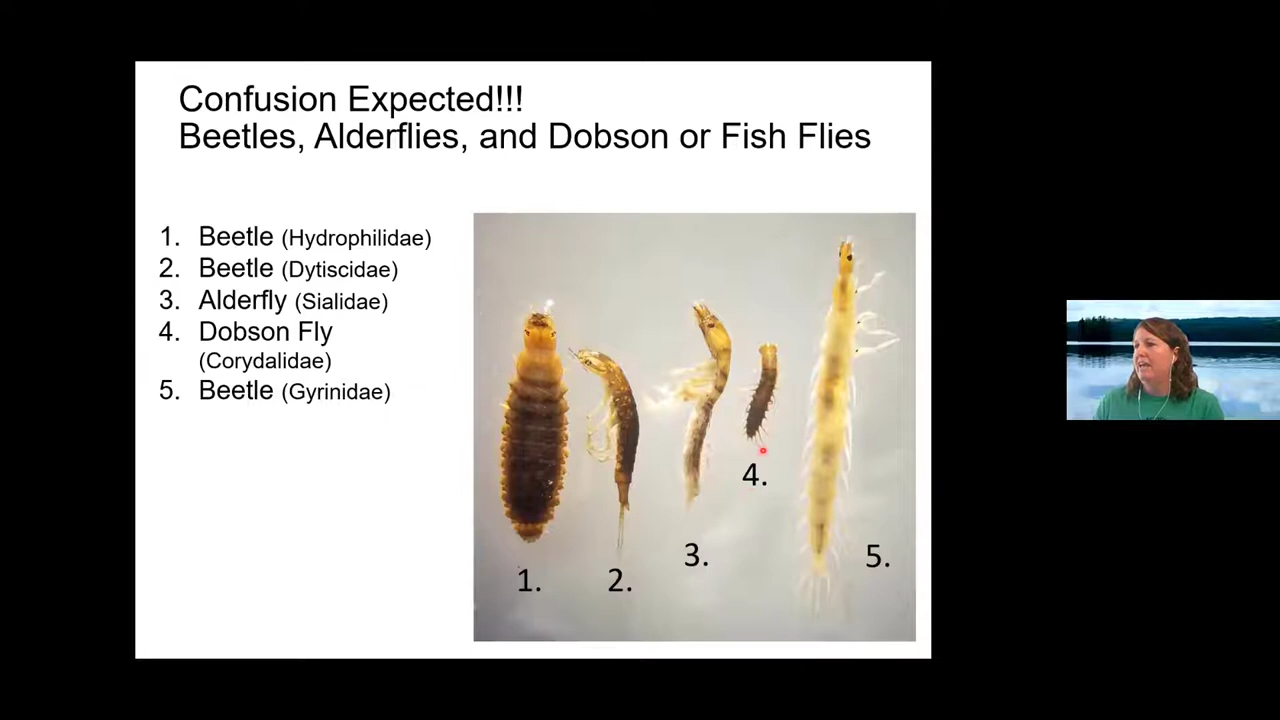 Confusion Expected!!!
Beetles, Alderflies, and Dobson or Fish Flies
1. Beetle (Hydrophilidae)
2. Beetle (Dytiscidae)
3. Alderfly (Sialidae)
4. Dobson Fly
(Corydalidae)
5. Beetle (Gyrinidae)
1.
2.
3.
4.
5.